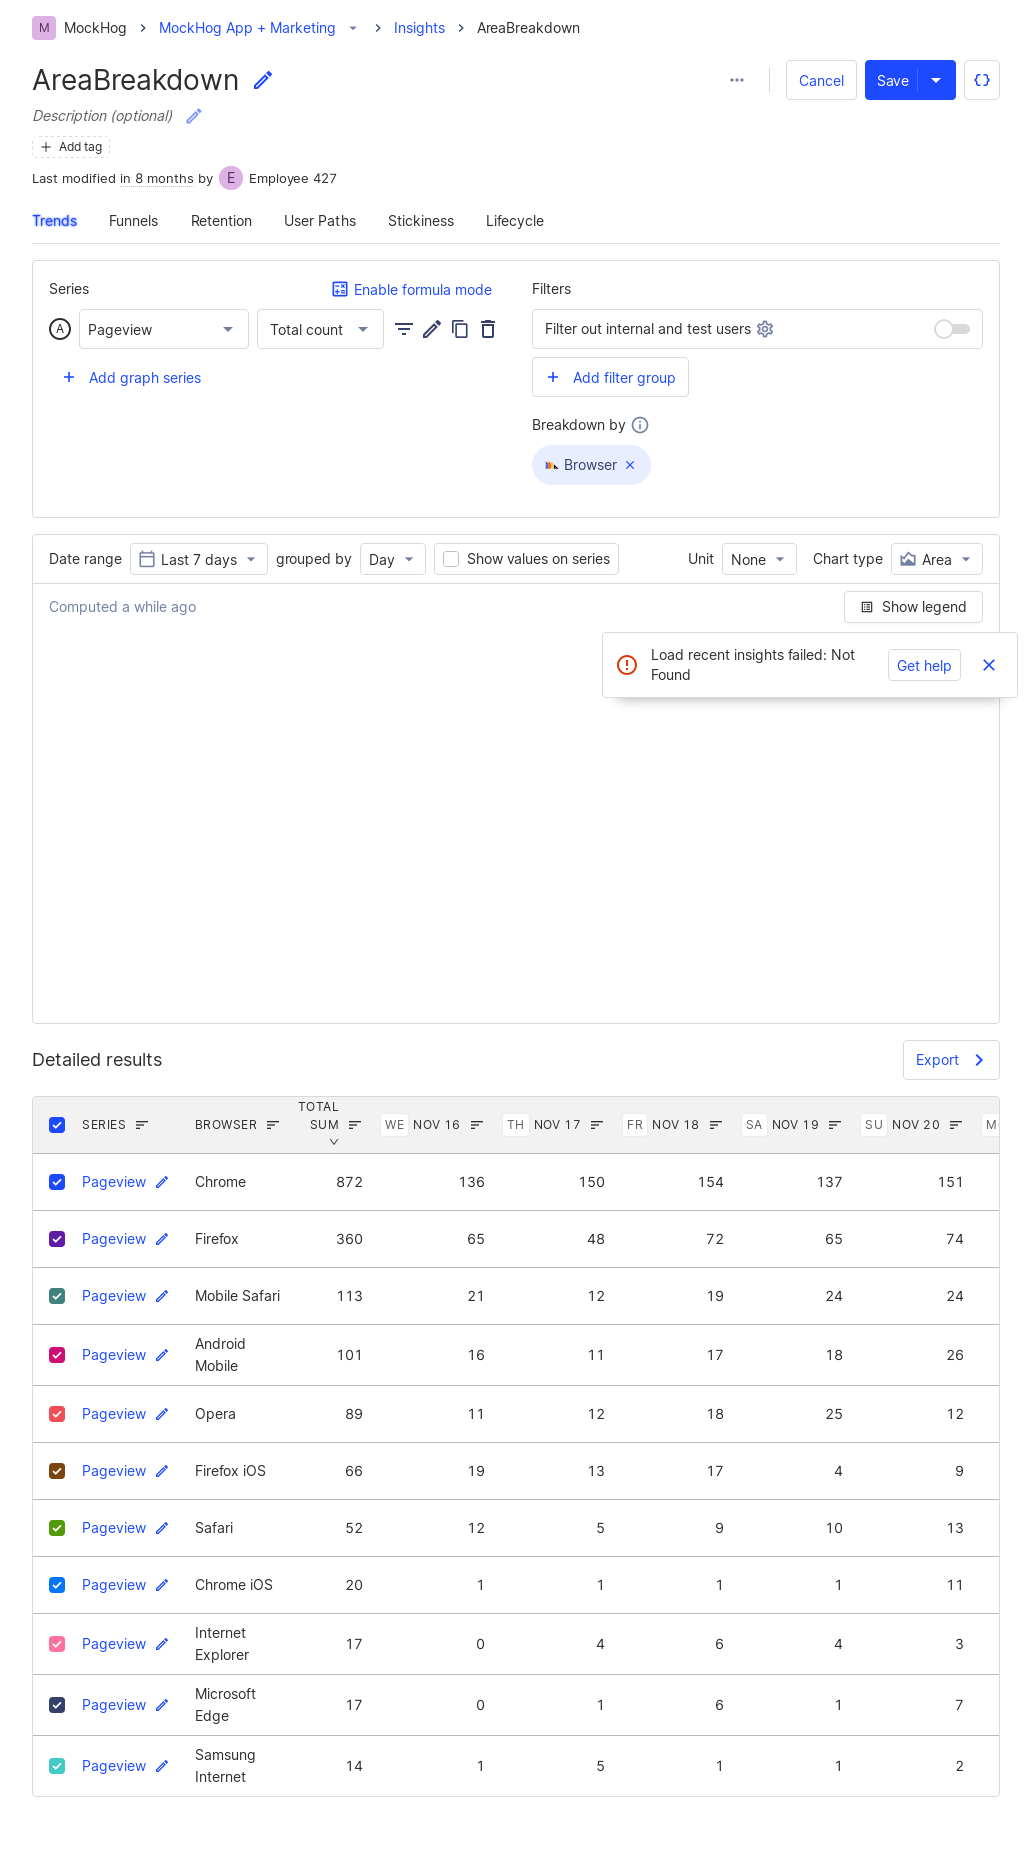 M MockHog > MockHog App + Marketing > Insights > AreaBreakdown
AreaBreakdown
Cancel Save
Description (optional)
Add tag
Last modified in 8 months by E Employee 427
Trends Funnels Retention User Paths Stickiness Lifecycle
Series Enable formula mode
A Pageview Total count
Add graph series
Filters
Filter out internal and test users
Add filter group
Breakdown by
Browser
Date range Last 7 days grouped by Day Show values on series Unit None Chart type Area
Computed a while ago Show legend
Load recent insights failed: Not
Found
Get help
Detailed results Export
SERIES BROWSER TOTAL
SUM WE NOV 16 TH NOV 17 FR NOV 18 SA NOV 19 SU NOV 20
Pageview Chrome 872 136 150 154 137 151
Pageview Firefox 360 65 48 72 65 74
Pageview Mobile Safari 113 21 12 19 24 24
Pageview Android
Mobile 101 16 11 17 18 26
Pageview Opera 89 11 12 18 25 12
Pageview Firefox iOS 66 19 13 17 4 9
Pageview Safari 52 12 5 9 10 13
Pageview Chrome iOS 20 1 1 1 1 11
Pageview Internet
Explorer 17 0 4 6 4 3
Pageview Microsoft
Edge 17 0 1 6 1 7
Pageview Samsung
Internet 14 1 5 1 1 2